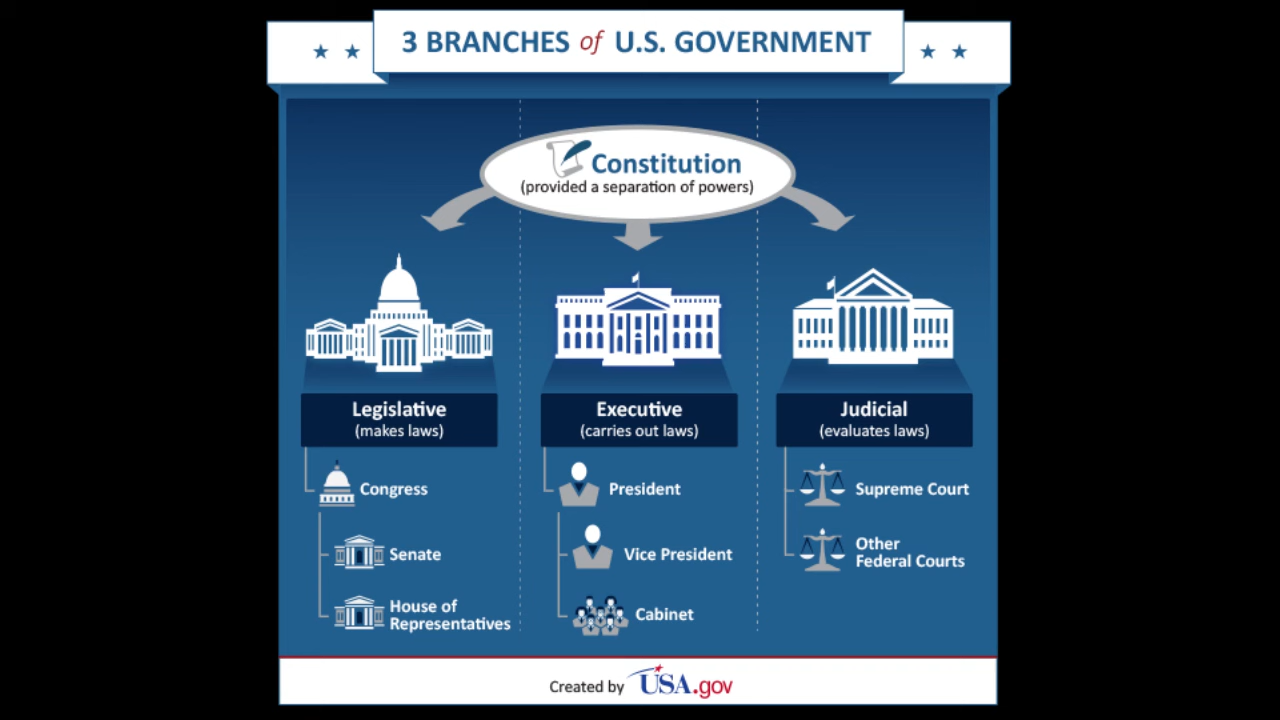 3 BRANCHES of U.S. GOVERNMENT
Constitution
(provided a separation of powers)
Legislative
(makes laws)
Congress
Senate
House of
Representatives
Executive
(carries out laws)
President
Vice President
Cabinet
Judicial
(evaluates laws)
Supreme Court
Other
Federal Courts
Created by USA.gov